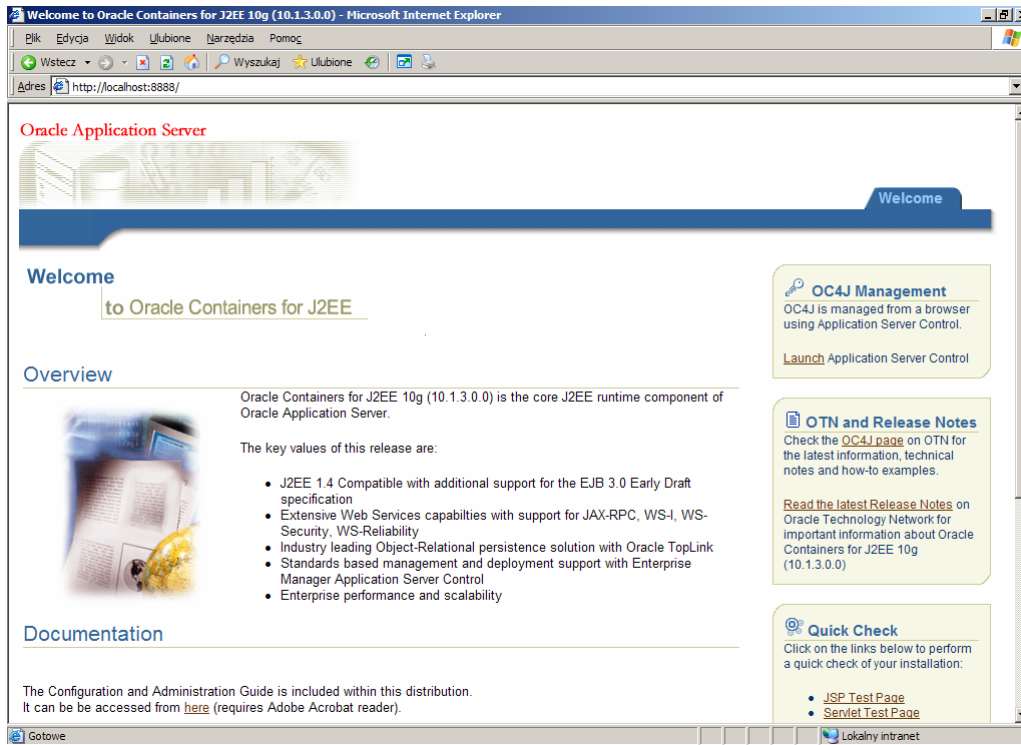 Welcome to Oracle Containers for J2EE 10g (10.1.3.0.0) - Microsoft Internet Explorer
Plik Edycja Widok Ulubione Narzędzia Pomoc
Wstecz Wyszukaj Ulubione
Adres http://localhost:8888/
Oracle Application Server
Welcome
Welcome
to Oracle Containers for J2EE
Overview
Oracle Containers for J2EE 10g (10.1.3.0.0) is the core J2EE runtime component of
Oracle Application Server.
The key values of this release are:
• J2EE 1.4 Compatible with additional support for the EJB 3.0 Early Draft
specification
• Extensive Web Services capabilties with support for JAX-RPC, WS-I, WS-
Security, WS-Reliability
• Industry leading Object-Relational persistence solution with Oracle TopLink
• Standards based management and deployment support with Enterprise
Manager Application Server Control
• Enterprise performance and scalability
Documentation
The Configuration and Administration Guide is included within this distribution.
It can be be accessed from here (requires Adobe Acrobat reader).
OC4J Management
OC4J is managed from a browser
using Application Server Control.
Launch Application Server Control
OTN and Release Notes
Check the OC4J page on OTN for
the latest information, technical
notes and how-to examples.
Read the latest Release Notes on
Oracle Technology Network for
important information about Oracle
Containers for J2EE 10g
(10.1.3.0.0)
Quick Check
Click on the links below to perform
a quick check of your installation:
• JSP Test Page
• Servlet Test Page
Gotowe
Lokalny intranet